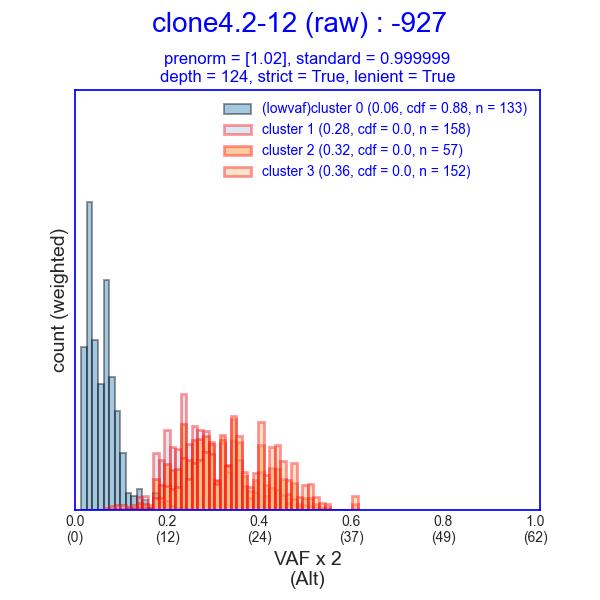 clone4.2-12 (raw) : -927
prenorm = [1.02], standard = 0.999999
depth = 124, strict = True, lenient = True
(lowvaf)cluster 0 (0.06, cdf = 0.88, n = 133)
cluster 1 (0.28, cdf = 0.0, n = 158)
cluster 2 (0.32, cdf = 0.0, n = 57)
cluster 3 (0.36, cdf = 0.0, n = 152)
count (weighted)
0.0 0.2 0.4 0.6 0.8 1.0
(0) (12) (24) (37) (49) (62)
VAF x 2
(Alt)